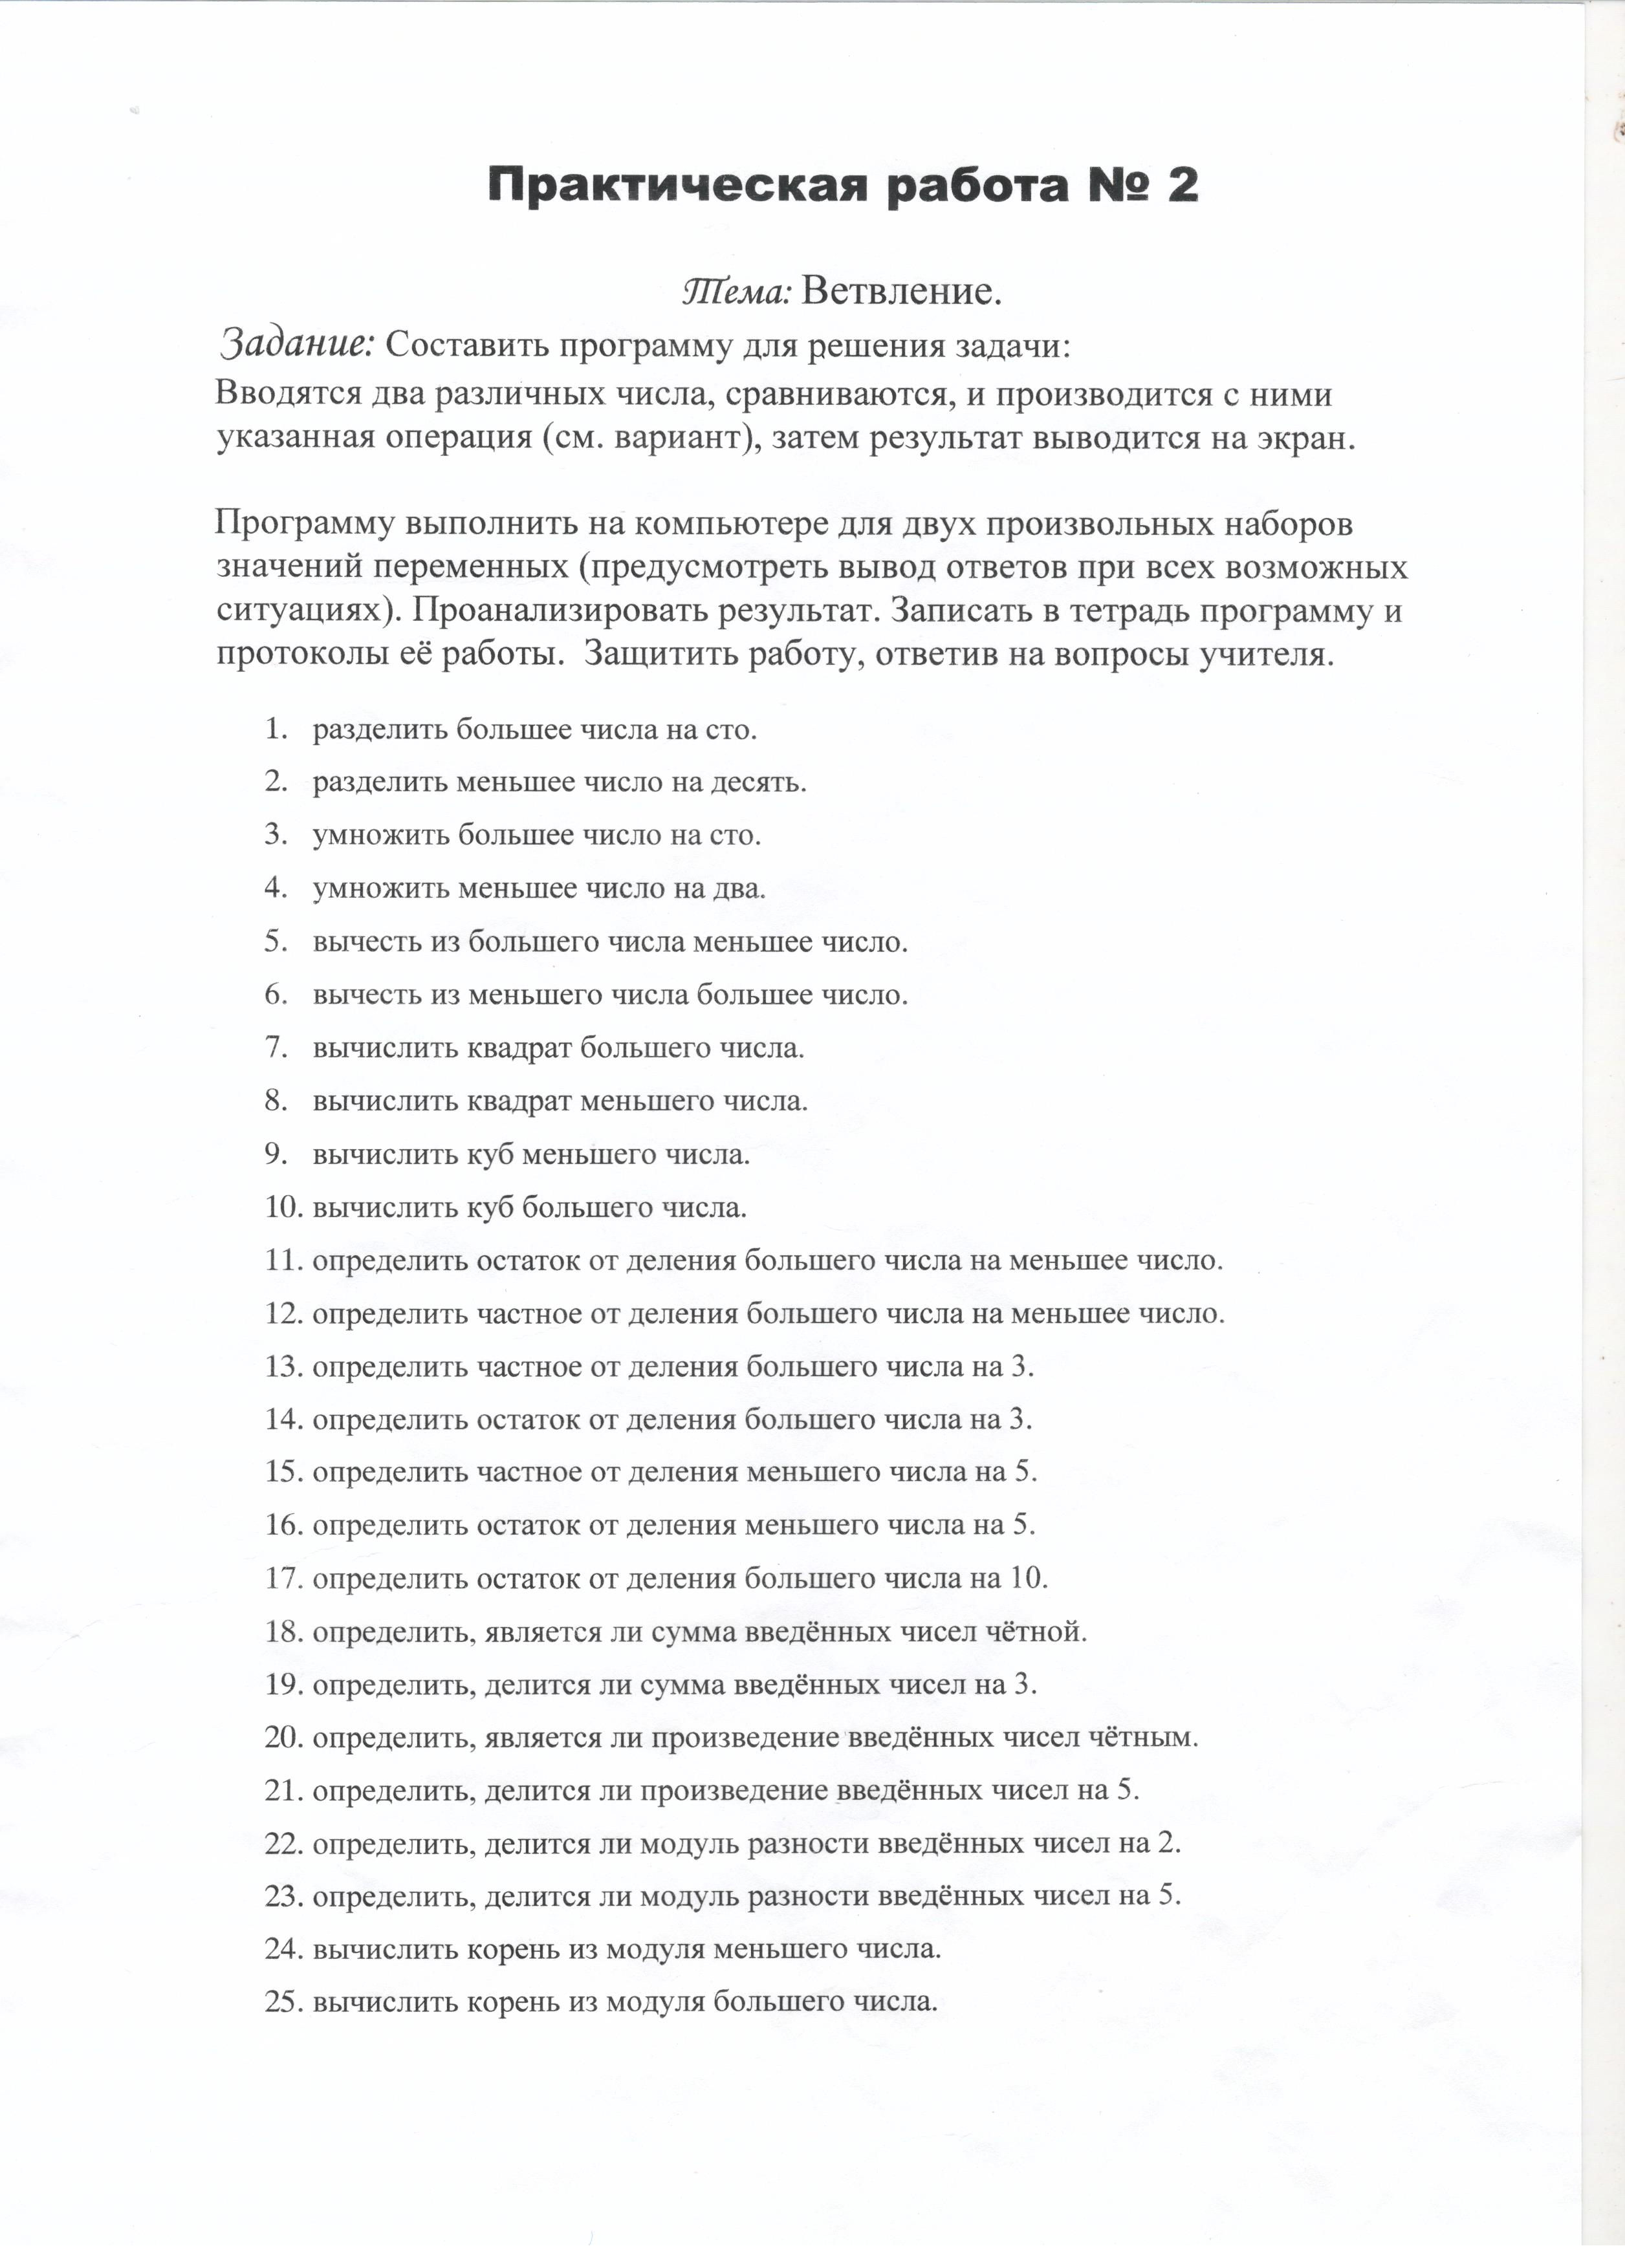 Практическая работа № 2
Тема: Ветвление.
Задание: Составить программу для решения задачи:
Вводятся два различных числа, сравниваются, и производится с ними
указанная операция (см. вариант), затем результат выводится на экран.
Программу выполнить на компьютере для двух произвольных наборов
значений переменных (предусмотреть вывод ответов при всех возможных
ситуациях). Проанализировать результат. Записать в тетрадь программу и
протоколы её работы. Защитить работу, ответив на вопросы учителя.
1. разделить большее числа на сто.
2. разделить меньшее число на десять.
3. умножить большее число на сто.
4. умножить меньшее число на два.
5. вычесть из большего числа меньшее число.
6. вычесть из меньшего числа большее число.
7. вычислить квадрат большего числа.
8. вычислить квадрат меньшего числа.
9. вычислить куб меньшего числа.
10. вычислить куб большего числа.
11. определить остаток от деления большего числа на меньшее число.
12. определить частное от деления большего числа на меньшее число.
13. определить частное от деления большего числа на 3.
14. определить остаток от деления большего числа на 3.
15. определить частное от деления меньшего числа на 5.
16. определить остаток от деления меньшего числа на 5.
17. определить остаток от деления большего числа на 10.
18. определить, является ли сумма введённых чисел чётной.
19. определить, делится ли сумма введённых чисел на 3.
20. определить, является ли произведение введённых чисел чётным.
21. определить, делится ли произведение введённых чисел на 5.
22. определить, делится ли модуль разности введённых чисел на 2.
23. определить, делится ли модуль разности введённых чисел на 5.
24. вычислить корень из модуля меньшего числа.
25. вычислить корень из модуля большего числа.